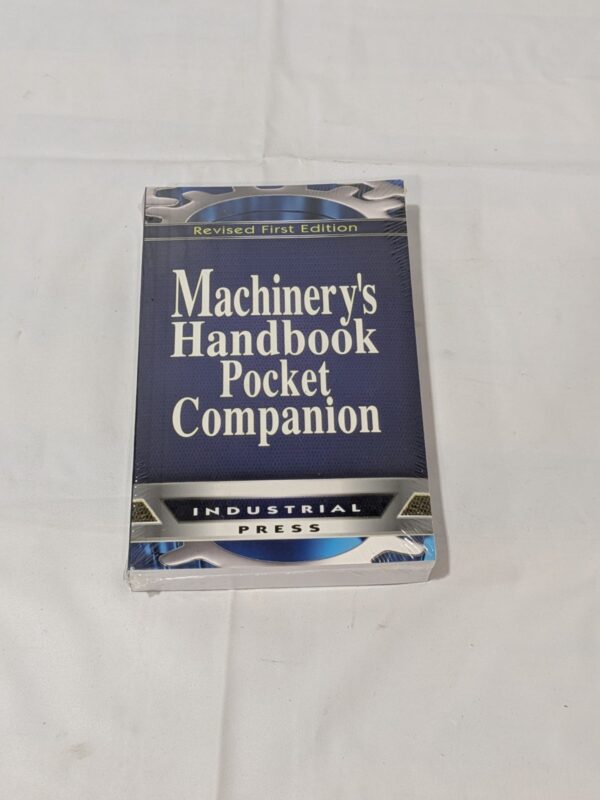 Revised First Edition
Machinery's
Handbook
Pocket
Companion
INDUSTRIAL
PRESS